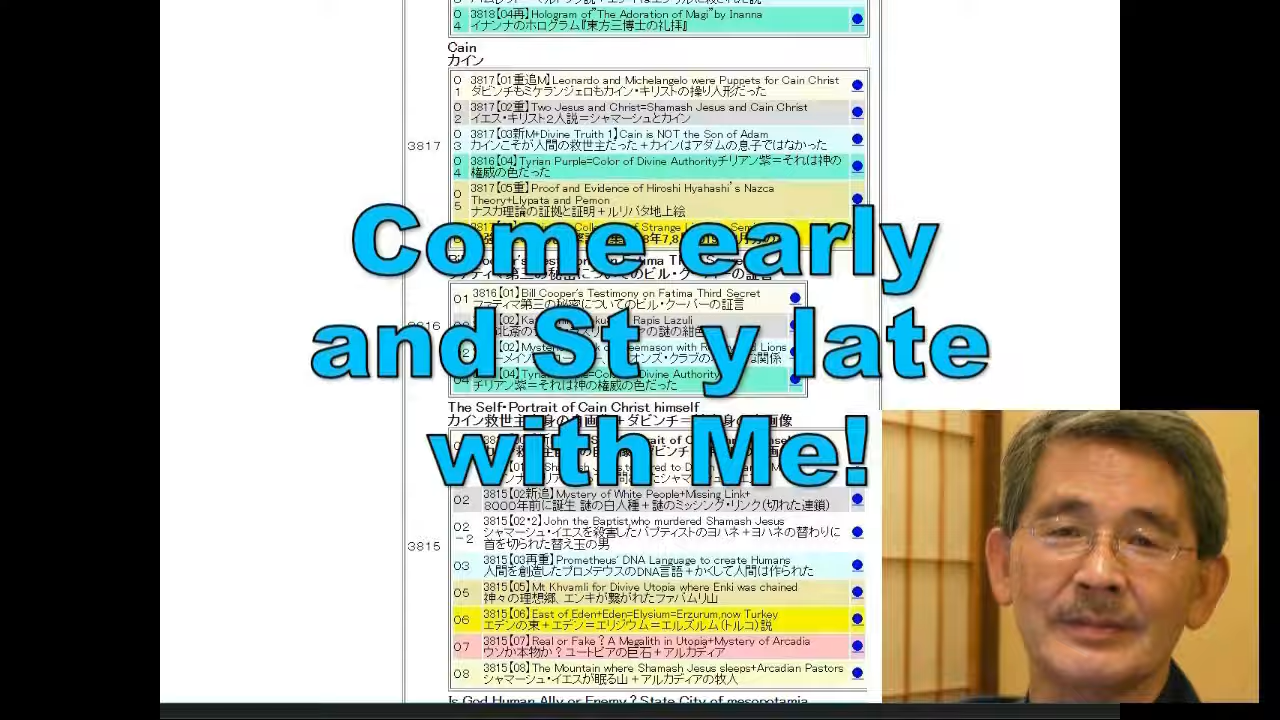 3818【04再】Hologram of"The Adoration of Magi"by Inanna
イナンナのホログラム『東方三博士の礼拝』
Cain
カイン
01 3817【01重追M】Leonardo and Michelangelo were Puppets for Cain Christ
ダビンチもミケランジェロもカイン・キリストの操り人形だった
02 3817【02重】Two Jesus and Christ=Shamash Jesus and Cain Christ
イエス・キリスト2人説=シャマーシュとカイン
03 3817【03新M+Divine Truth 1】Cain is NOT the Son of Adam
カインこそが人間の救世主だった+カインはアダムの息子ではなかった
3817
04 3816【04】Tyrian Purple=Color of Divine Authorityチリアン紫=それは神の
権威の色だった
05 3817【05重】Proof and Evidence of Hiroshi Hyahashi's Nazca
Theory+Llypata and Pernon
ナスカ理論の証拠と証明+ルリパタ地上絵
Come early
01 3816【01】Bill Cooper's Testimony on Fatima Third Secret
ファティマ第三の秘密についてのビル・クーパーの証言
3816
and St y late
04 【04】Tyrian Divine Authority
チリアン紫=それは神の権威の色だった
The Self・Portrait of Cain Christ himself
with Me!
02 3815【02新追】Mystery of White People+Missing Link+
8000年前に誕生 謎の白人種+謎のミッシング・リンク(切れた連鎖)
02-2 3815【02*2】John the Baptist,who murdered Shamash Jesus
シャマーシュ・イエスを殺害したバプティストのヨハネ+ヨハネの替わりに
首を切られた替え玉の男
3815
03 3815【03再重】Prometheus' DNA Language to create Humans
人間を創造したプロメテウスのDNA言語+かくして人間は作られた
05 3815【05】Mt Khvamli for Divive Utopia where Enki was chained
神々の理想郷、エンキが繋がれたファバムリ山
06 3815【06】East of Eden+Eden=Elysium=Erzurum,now Turkey
エデンの東+エデン=エリジウム=エルズルム(トルコ)説
07 3815【07】Real or Fake？A Megalith in Utopia+Mystery of Arcadia
ウソか本物か？ユートピアの巨石+アルカディア
08 3815【08】The Mountain where Shamash Jesus sleeps+Arcadian Pastors
シャマーシュ・イエスが眠る山+アルカディアの牧人
Is God Human Ally or Enemy？State City of mesopotamia